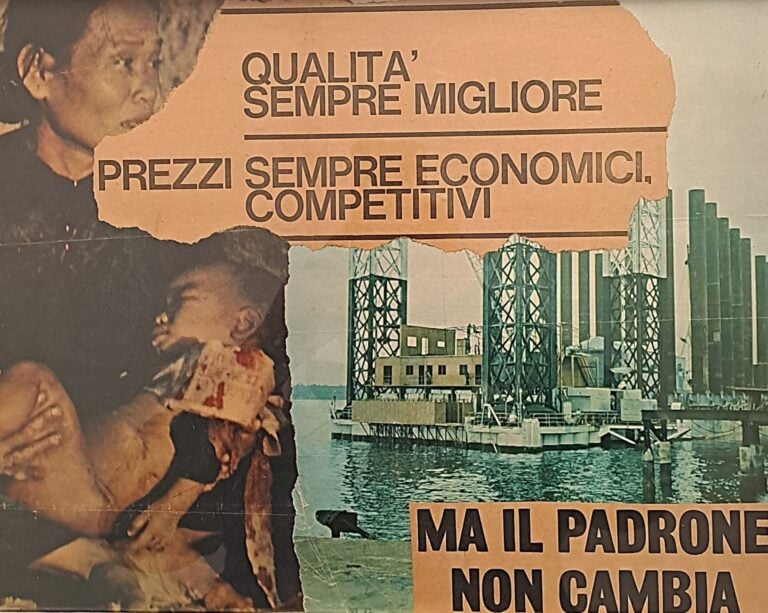 QUALITA'
SEMPRE MIGLIORE
PREZZI SEMPRE ECONOMICI,
COMPETITIVI
MA IL PADRONE
NON CAMBIA